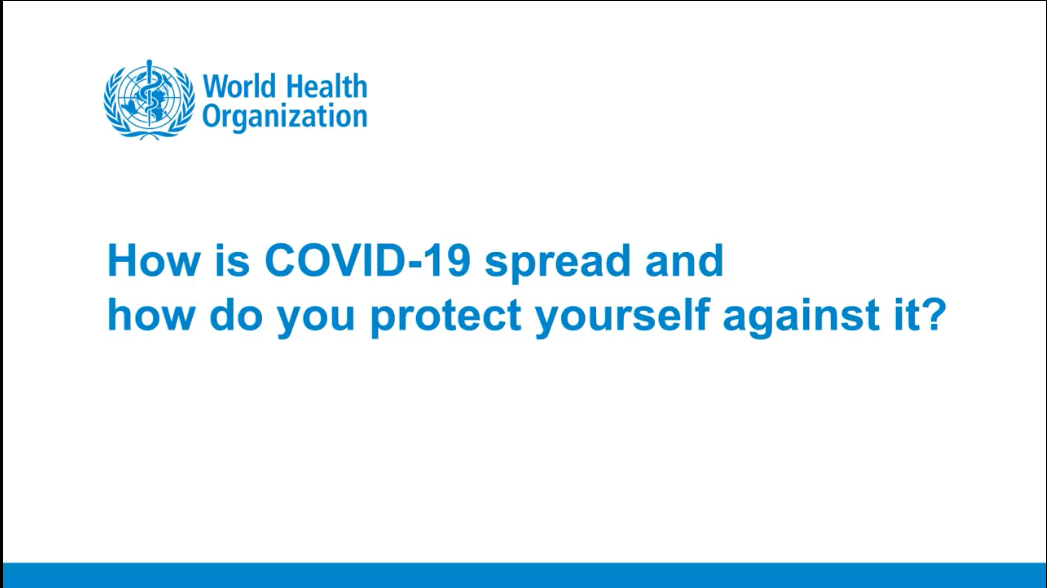 World Health
Organization
How is COVID-19 spread and
how do you protect yourself against it?